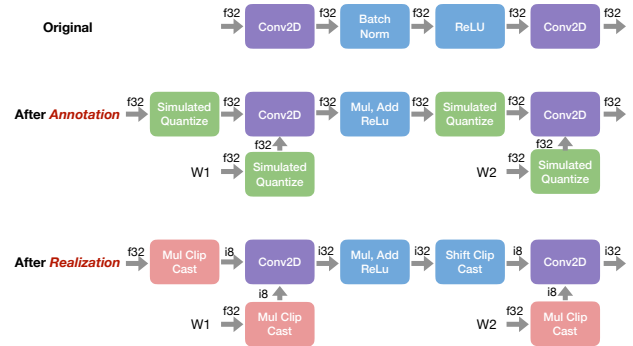 f32 f32 f32 f32 f32
Original Conv2D Batch Norm ReLU Conv2D
f32 f32 f32 f32 f32 f32
After Annotation Simulated Quantize Conv2D Mul, Add ReLu Simulated Quantize Conv2D
f32 f32
f32 f32
W1 Simulated Quantize W2 Simulated Quantize
f32 i8 i32 i32 i8 i32
After Realization Mul Clip Cast Conv2D Mul, Add ReLu Shift Clip Cast Conv2D
i8 i8
f32 f32
W1 Mul Clip Cast W2 Mul Clip Cast